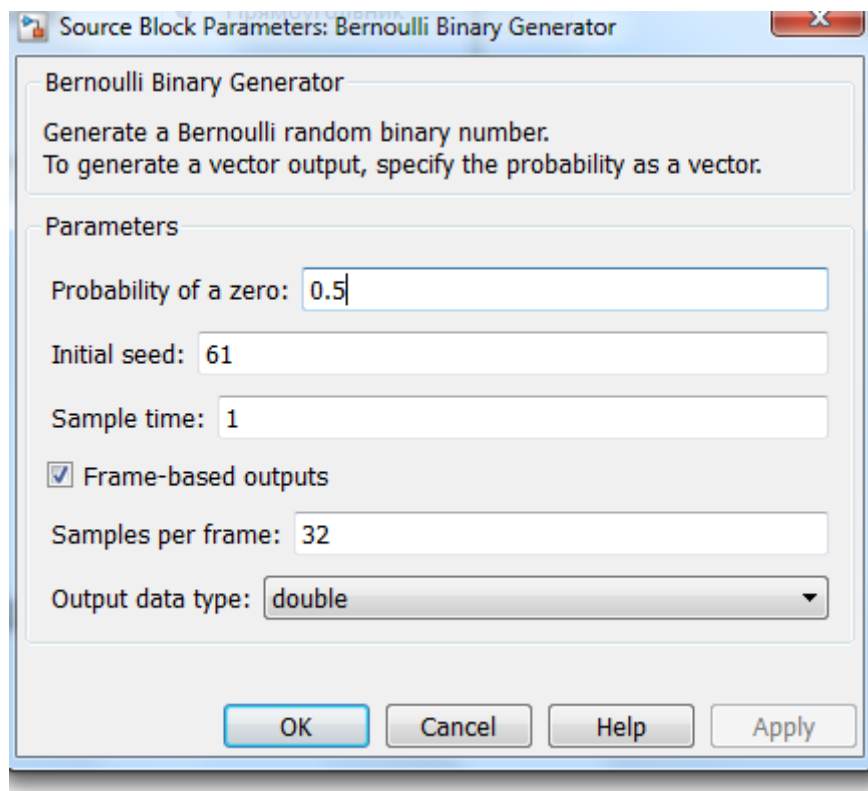 Прямоугольник
Source Block Parameters: Bernoulli Binary Generator
Bernoulli Binary Generator
Generate a Bernoulli random binary number.
To generate a vector output, specify the probability as a vector.
Parameters
Probability of a zero: 0.5
Initial seed: 61
Sample time: 1
Frame-based outputs
Samples per frame: 32
Output data type: double
OK Cancel Help Apply